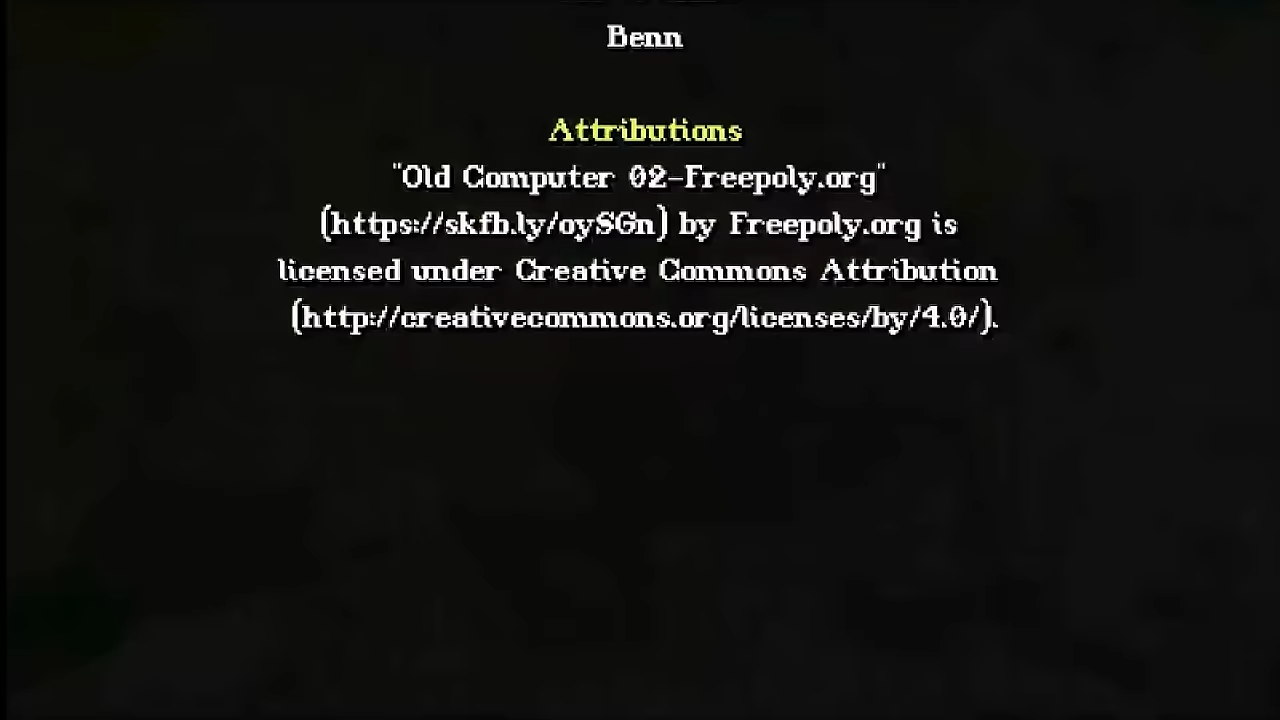 Benn
Attributions
"Old Computer 02-Freepoly.org"
(https://skfb.ly/oySGn) by Freepoly.org is
licensed under Creative Commons Attribution
(http://creativecommons.org/licenses/by/4.0/).